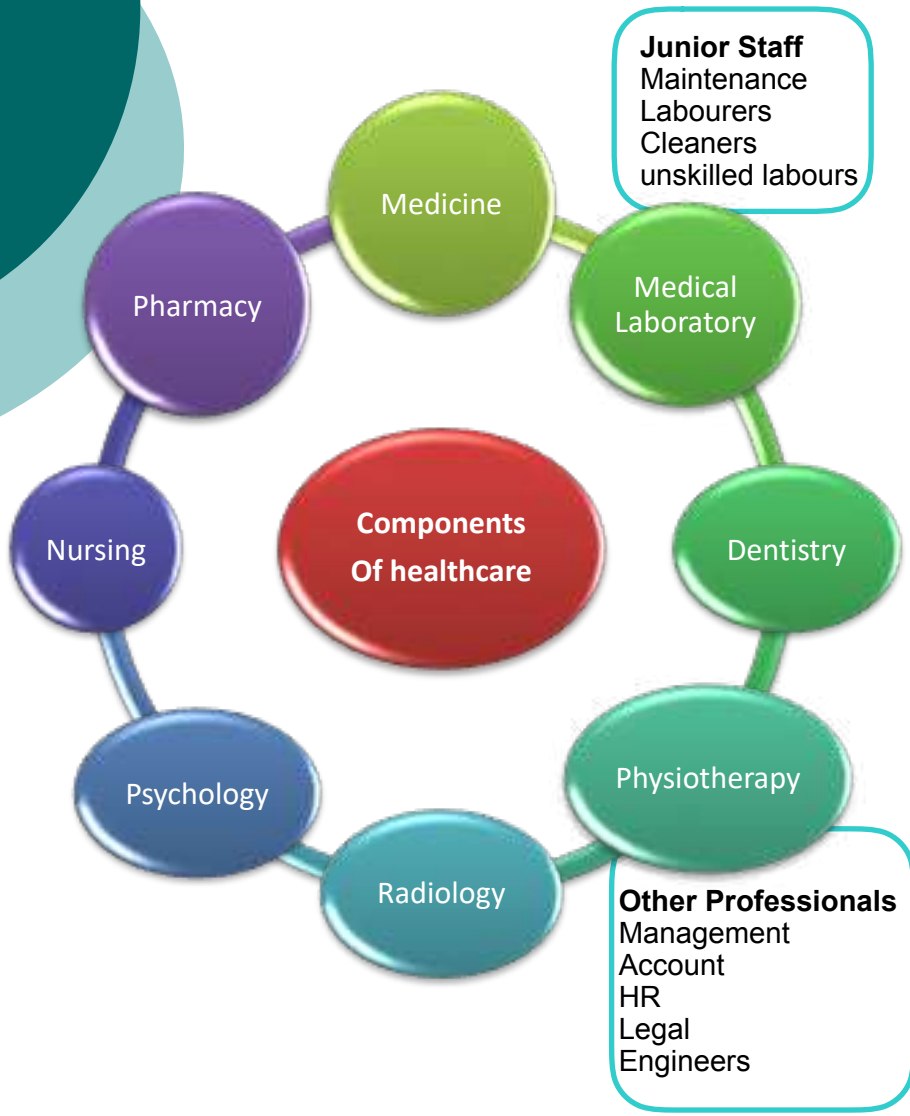 Junior Staff
Maintenance
Labourers
Cleaners
unskilled labours
Medicine
Medical
Laboratory
Pharmacy
Components
Of healthcare
Nursing
Dentistry
Psychology
Physiotherapy
Radiology
Other Professionals
Management
Account
HR
Legal
Engineers